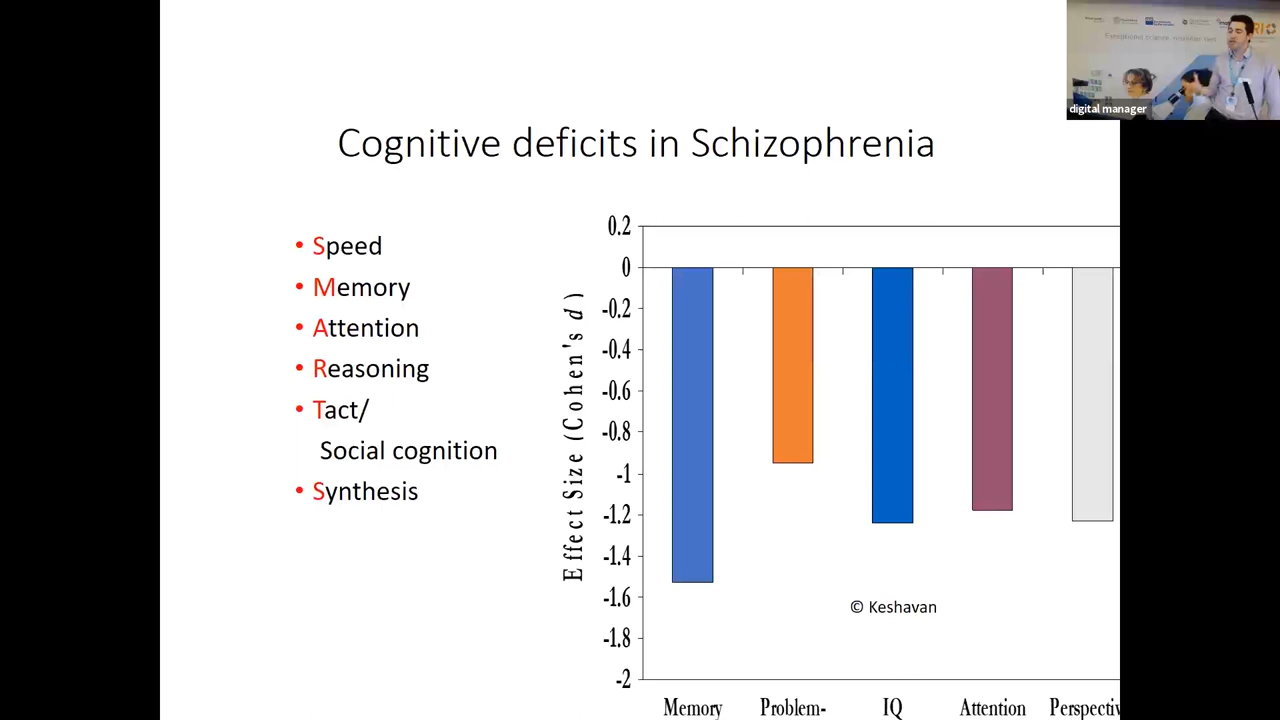 digital manager
Cognitive deficits in Schizophrenia
• Speed
• Memory
• Attention
• Reasoning
• Tact/
Social cognition
• Synthesis
Effect Size (Cohen's d)
0.2
0
-0.2
-0.4
-0.6
-0.8
-1
-1.2
-1.4
-1.6
-1.8
-2
© Keshavan
Memory Problem- IQ Attention Perspectiv